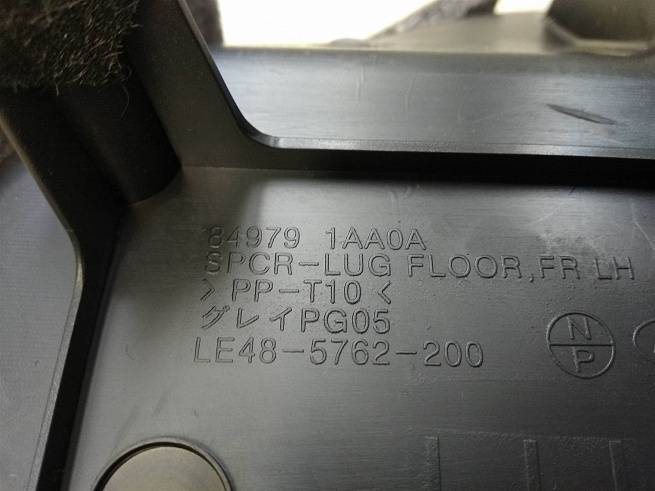 84979 1AA0A
SPCR-LUG FLOOR,FR LH
> PP-T10 <
グレイPG05
LE48-5762-200
N
P